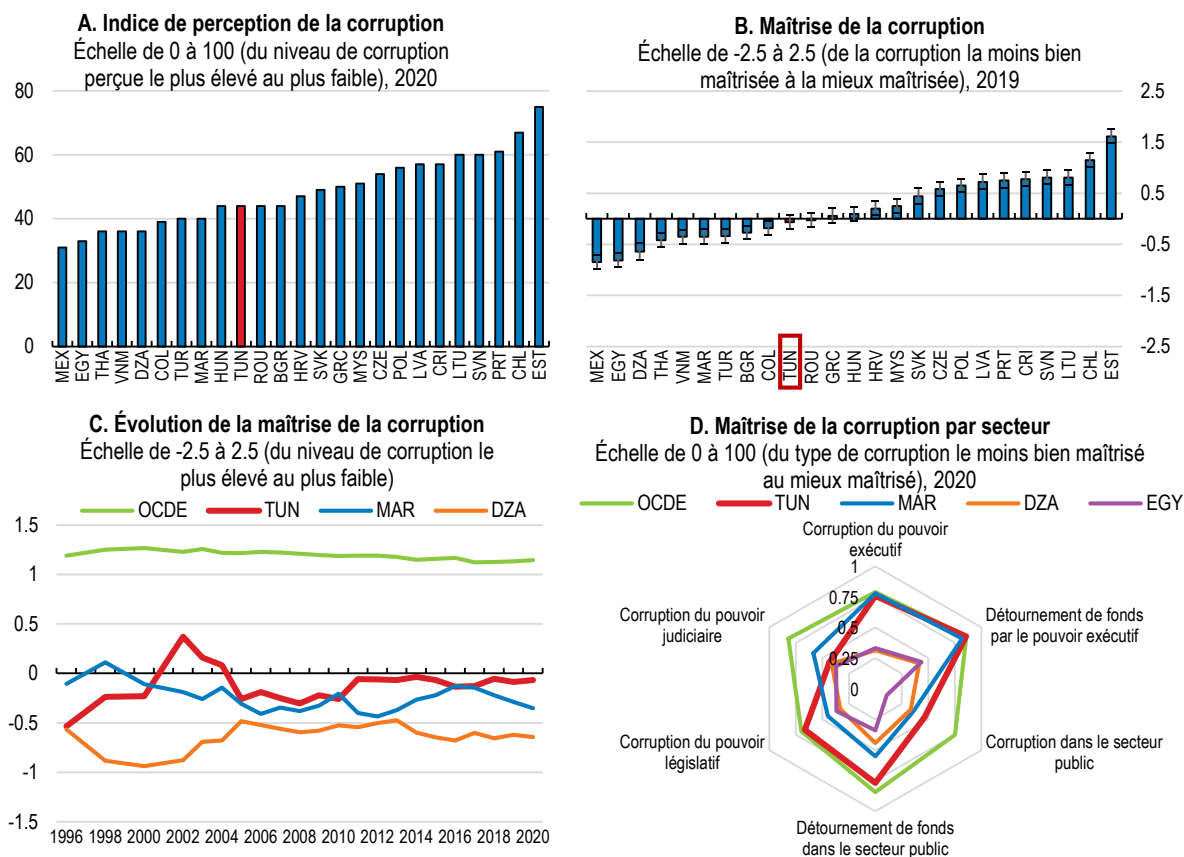 A. Indice de perception de la corruption
Échelle de 0 à 100 (du niveau de corruption
perçue le plus élevé au plus faible), 2020
80
60
40
20
0
MEX
EGY
THA
VNM
DZA
COL
TUR
MAR
HUN
TUN
ROU
BGR
HRV
SVK
GRC
MYS
CZE
POL
LVA
CRI
LTU
SVN
PRT
CHL
EST
B. Maîtrise de la corruption
Échelle de -2.5 à 2.5 (de la corruption la moins bien
maîtrisée à la mieux maîtrisée), 2019
2.5
1.5
0.5
-0.5
-1.5
-2.5
MEX
EGY
DZA
THA
VNM
MAR
TUR
BGR
COL
TUN
ROU
GRC
HUN
HRV
MYS
SVK
CZE
POL
LVA
PRT
CRI
SVN
LTU
CHL
EST
C. Évolution de la maîtrise de la corruption
Échelle de -2.5 à 2.5 (du niveau de corruption le
plus élevé au plus faible)
OCDE TUN MAR DZA
1.5
1
0.5
0
-0.5
-1
-1.5
1996 1998 2000 2002 2004 2006 2008 2010 2012 2014 2016 2018 2020
D. Maîtrise de la corruption par secteur
Échelle de 0 à 100 (du type de corruption le moins bien maîtrisé
au mieux maîtrisé), 2020
OCDE TUN MAR DZA EGY
Corruption du pouvoir
exécutif
1
0.75
0.5
0.25
0
Détournement de fonds
par le pouvoir exécutif
Corruption dans le secteur
public
Détournement de fonds
dans le secteur public
Corruption du pouvoir
législatif
Corruption du pouvoir
judiciaire